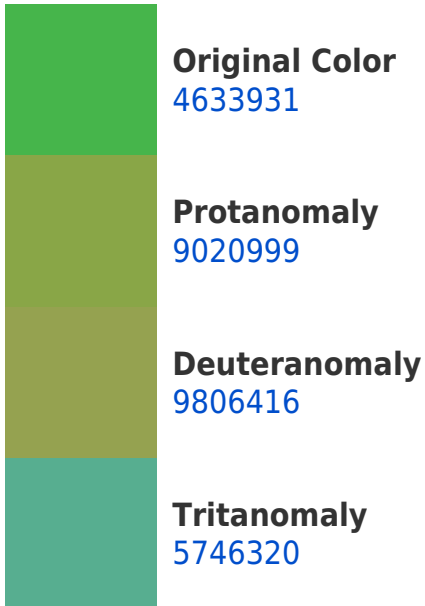 Original Color
4633931
Protanomaly
9020999
Deuteranomaly
9806416
Tritanomaly
5746320